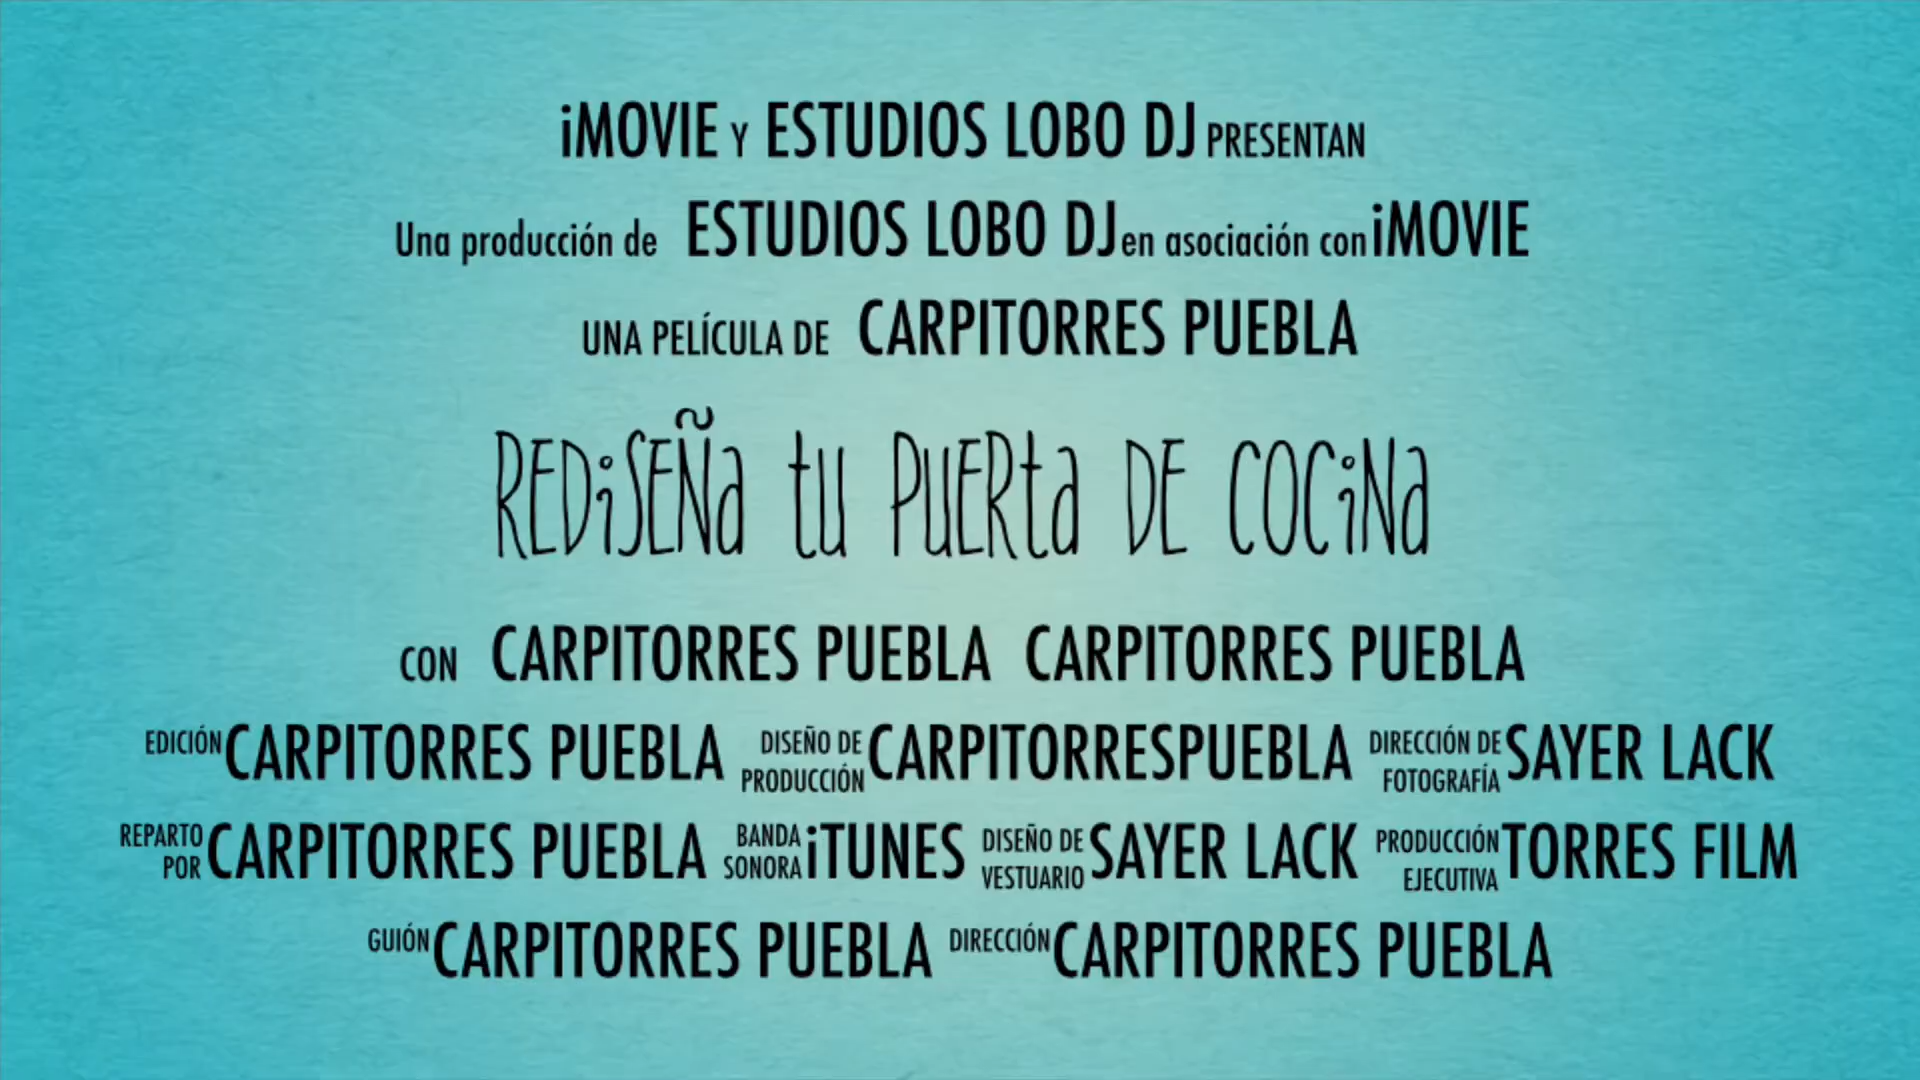 iMOVIE Y ESTUDIOS LOBO DJ PRESENTAN
Una producción de ESTUDIOS LOBO DJ en asociación con iMOVIE
UNA PELÍCULA DE CARPITORRES PUEBLA
REDiSEÑa tu PuERta DE COCiNa
CON CARPITORRES PUEBLA CARPITORRES PUEBLA
EDICIÓN CARPITORRES PUEBLA DISEÑO DE PRODUCCIÓN CARPITORRESPUEBLA DIRECCIÓN DE FOTOGRAFÍA SAYER LACK
REPARTO POR CARPITORRES PUEBLA BANDA SONORA iTUNES DISEÑO DE VESTUARIO SAYER LACK PRODUCCIÓN EJECUTIVA TORRES FILM
GUIÓN CARPITORRES PUEBLA DIRECCIÓN CARPITORRES PUEBLA